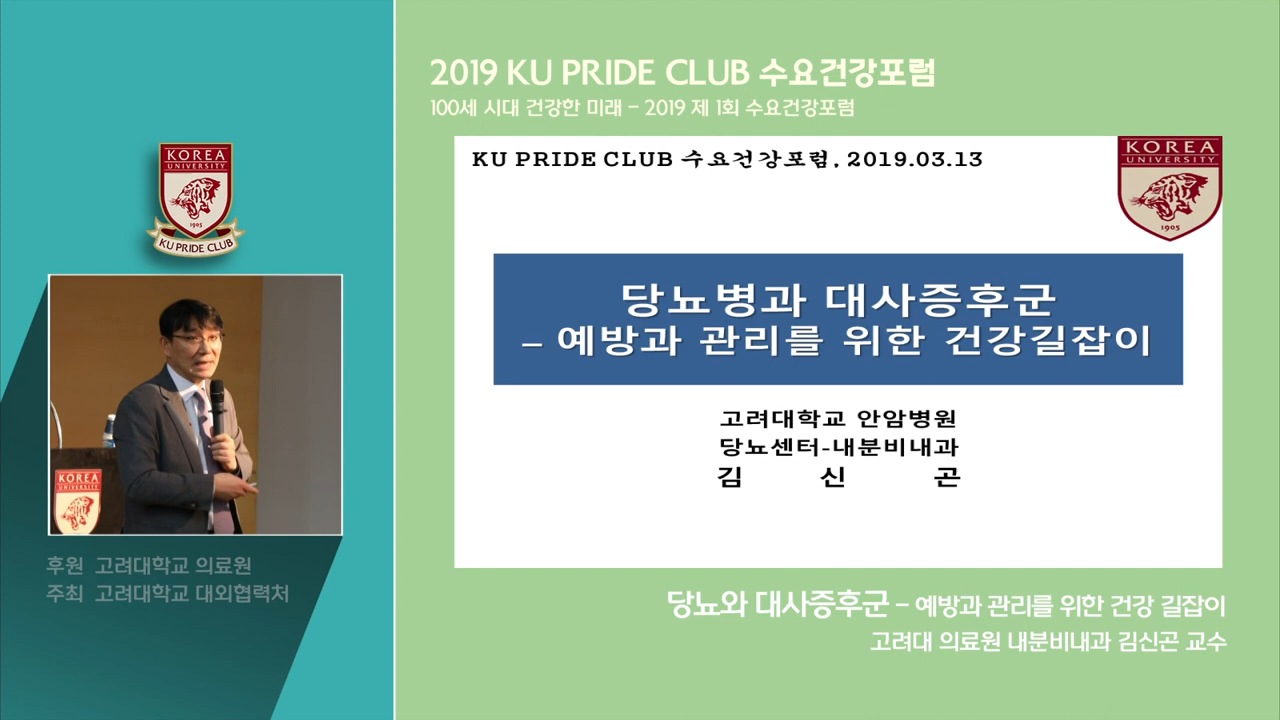 2019 KU PRIDE CLUB 수요건강포럼
100세 시대 건강한 미래 – 2019 제 1회 수요건강포럼
KU PRIDE CLUB 수요건강포럼, 2019.03.13
KOREA
UNIVERSITY
1905
당뇨병과 대사증후군
– 예방과 관리를 위한 건강길잡이
고려대학교 안암병원
당뇨센터-내분비내과
김 신 곤
KOREA
UNIVERSITY
1905
KU PRIDE CLUB
KOREA
UNIVERSITY
후원 고려대학교 의료원
주최 고려대학교 대외협력처
당뇨와 대사증후군 – 예방과 관리를 위한 건강 길잡이
고려대 의료원 내분비내과 김신곤 교수